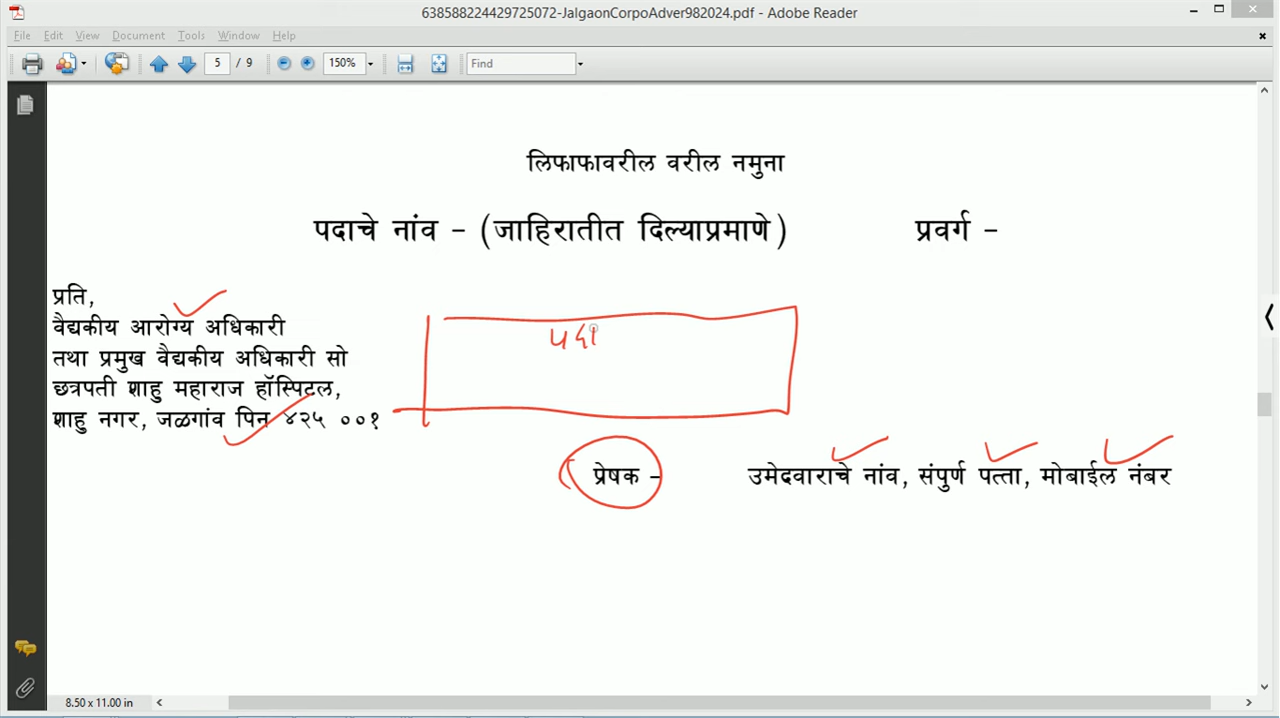 638588224429725072-JalgaonCorpoAdver982024.pdf - Adobe Reader
File Edit View Document Tools Window Help
5 / 9 150% Find
लिफाफावरील वरील नमुना
पदाचे नांव - (जाहिरातीत दिल्याप्रमाणे) प्रवर्ग -
प्रति,
वैद्यकीय आरोग्य अधिकारी
तथा प्रमुख वैद्यकीय अधिकारी सो
छत्रपती शाहु महाराज हॉस्पिटल,
शाहु नगर, जळगांव पिन ४२५ ००१
पदा
प्रेषक - उमेदवाराचे नांव, संपुर्ण पत्ता, मोबाईल नंबर
8.50 x 11.00 in